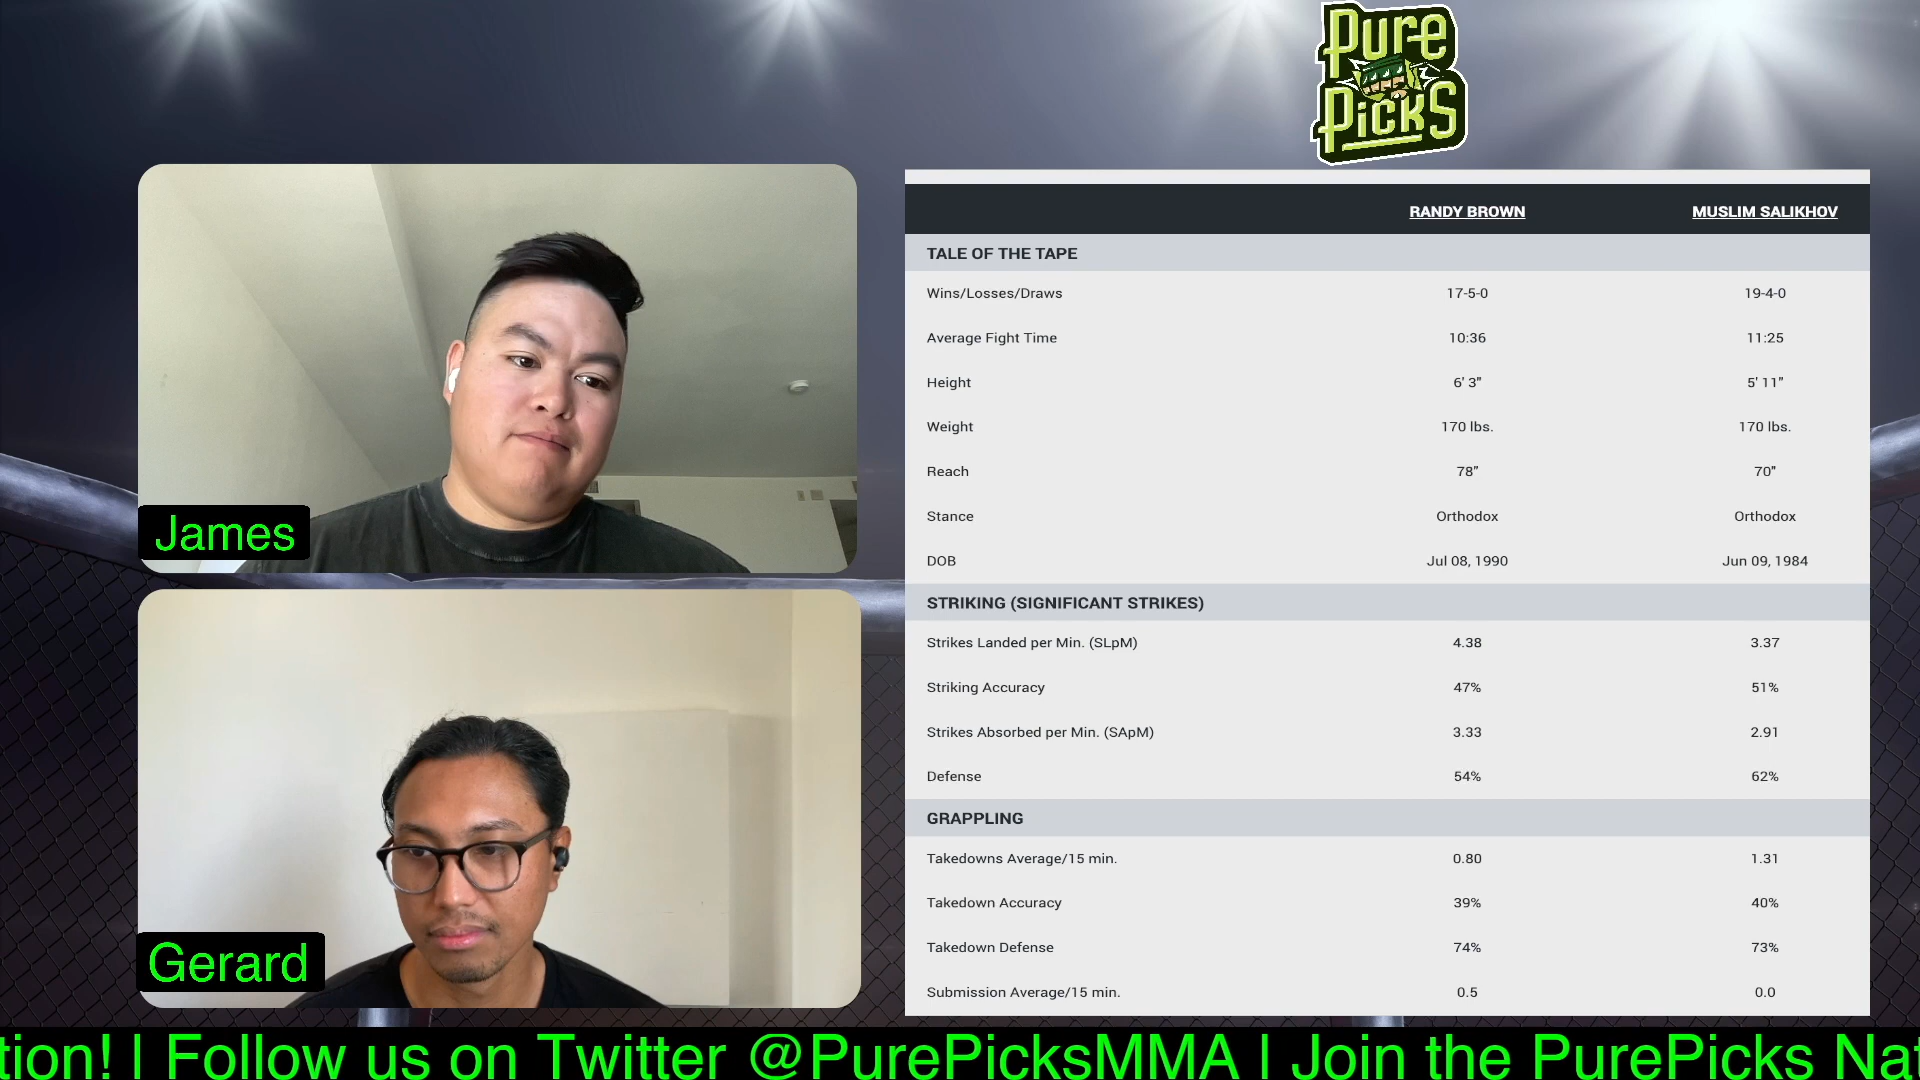 Pure
Picks
James
Gerard
RANDY BROWN MUSLIM SALIKHOV
TALE OF THE TAPE
Wins/Losses/Draws 17-5-0 19-4-0
Average Fight Time 10:36 11:25
Height 6' 3" 5' 11"
Weight 170 lbs. 170 lbs.
Reach 78" 70"
Stance Orthodox Orthodox
DOB Jul 08, 1990 Jun 09, 1984
STRIKING (SIGNIFICANT STRIKES)
Strikes Landed per Min. (SLpM) 4.38 3.37
Striking Accuracy 47% 51%
Strikes Absorbed per Min. (SApM) 3.33 2.91
Defense 54% 62%
GRAPPLING
Takedowns Average/15 min. 0.80 1.31
Takedown Accuracy 39% 40%
Takedown Defense 74% 73%
Submission Average/15 min. 0.5 0.0
tion! | Follow us on Twitter @PurePicksMMA | Join the PurePicks Nat